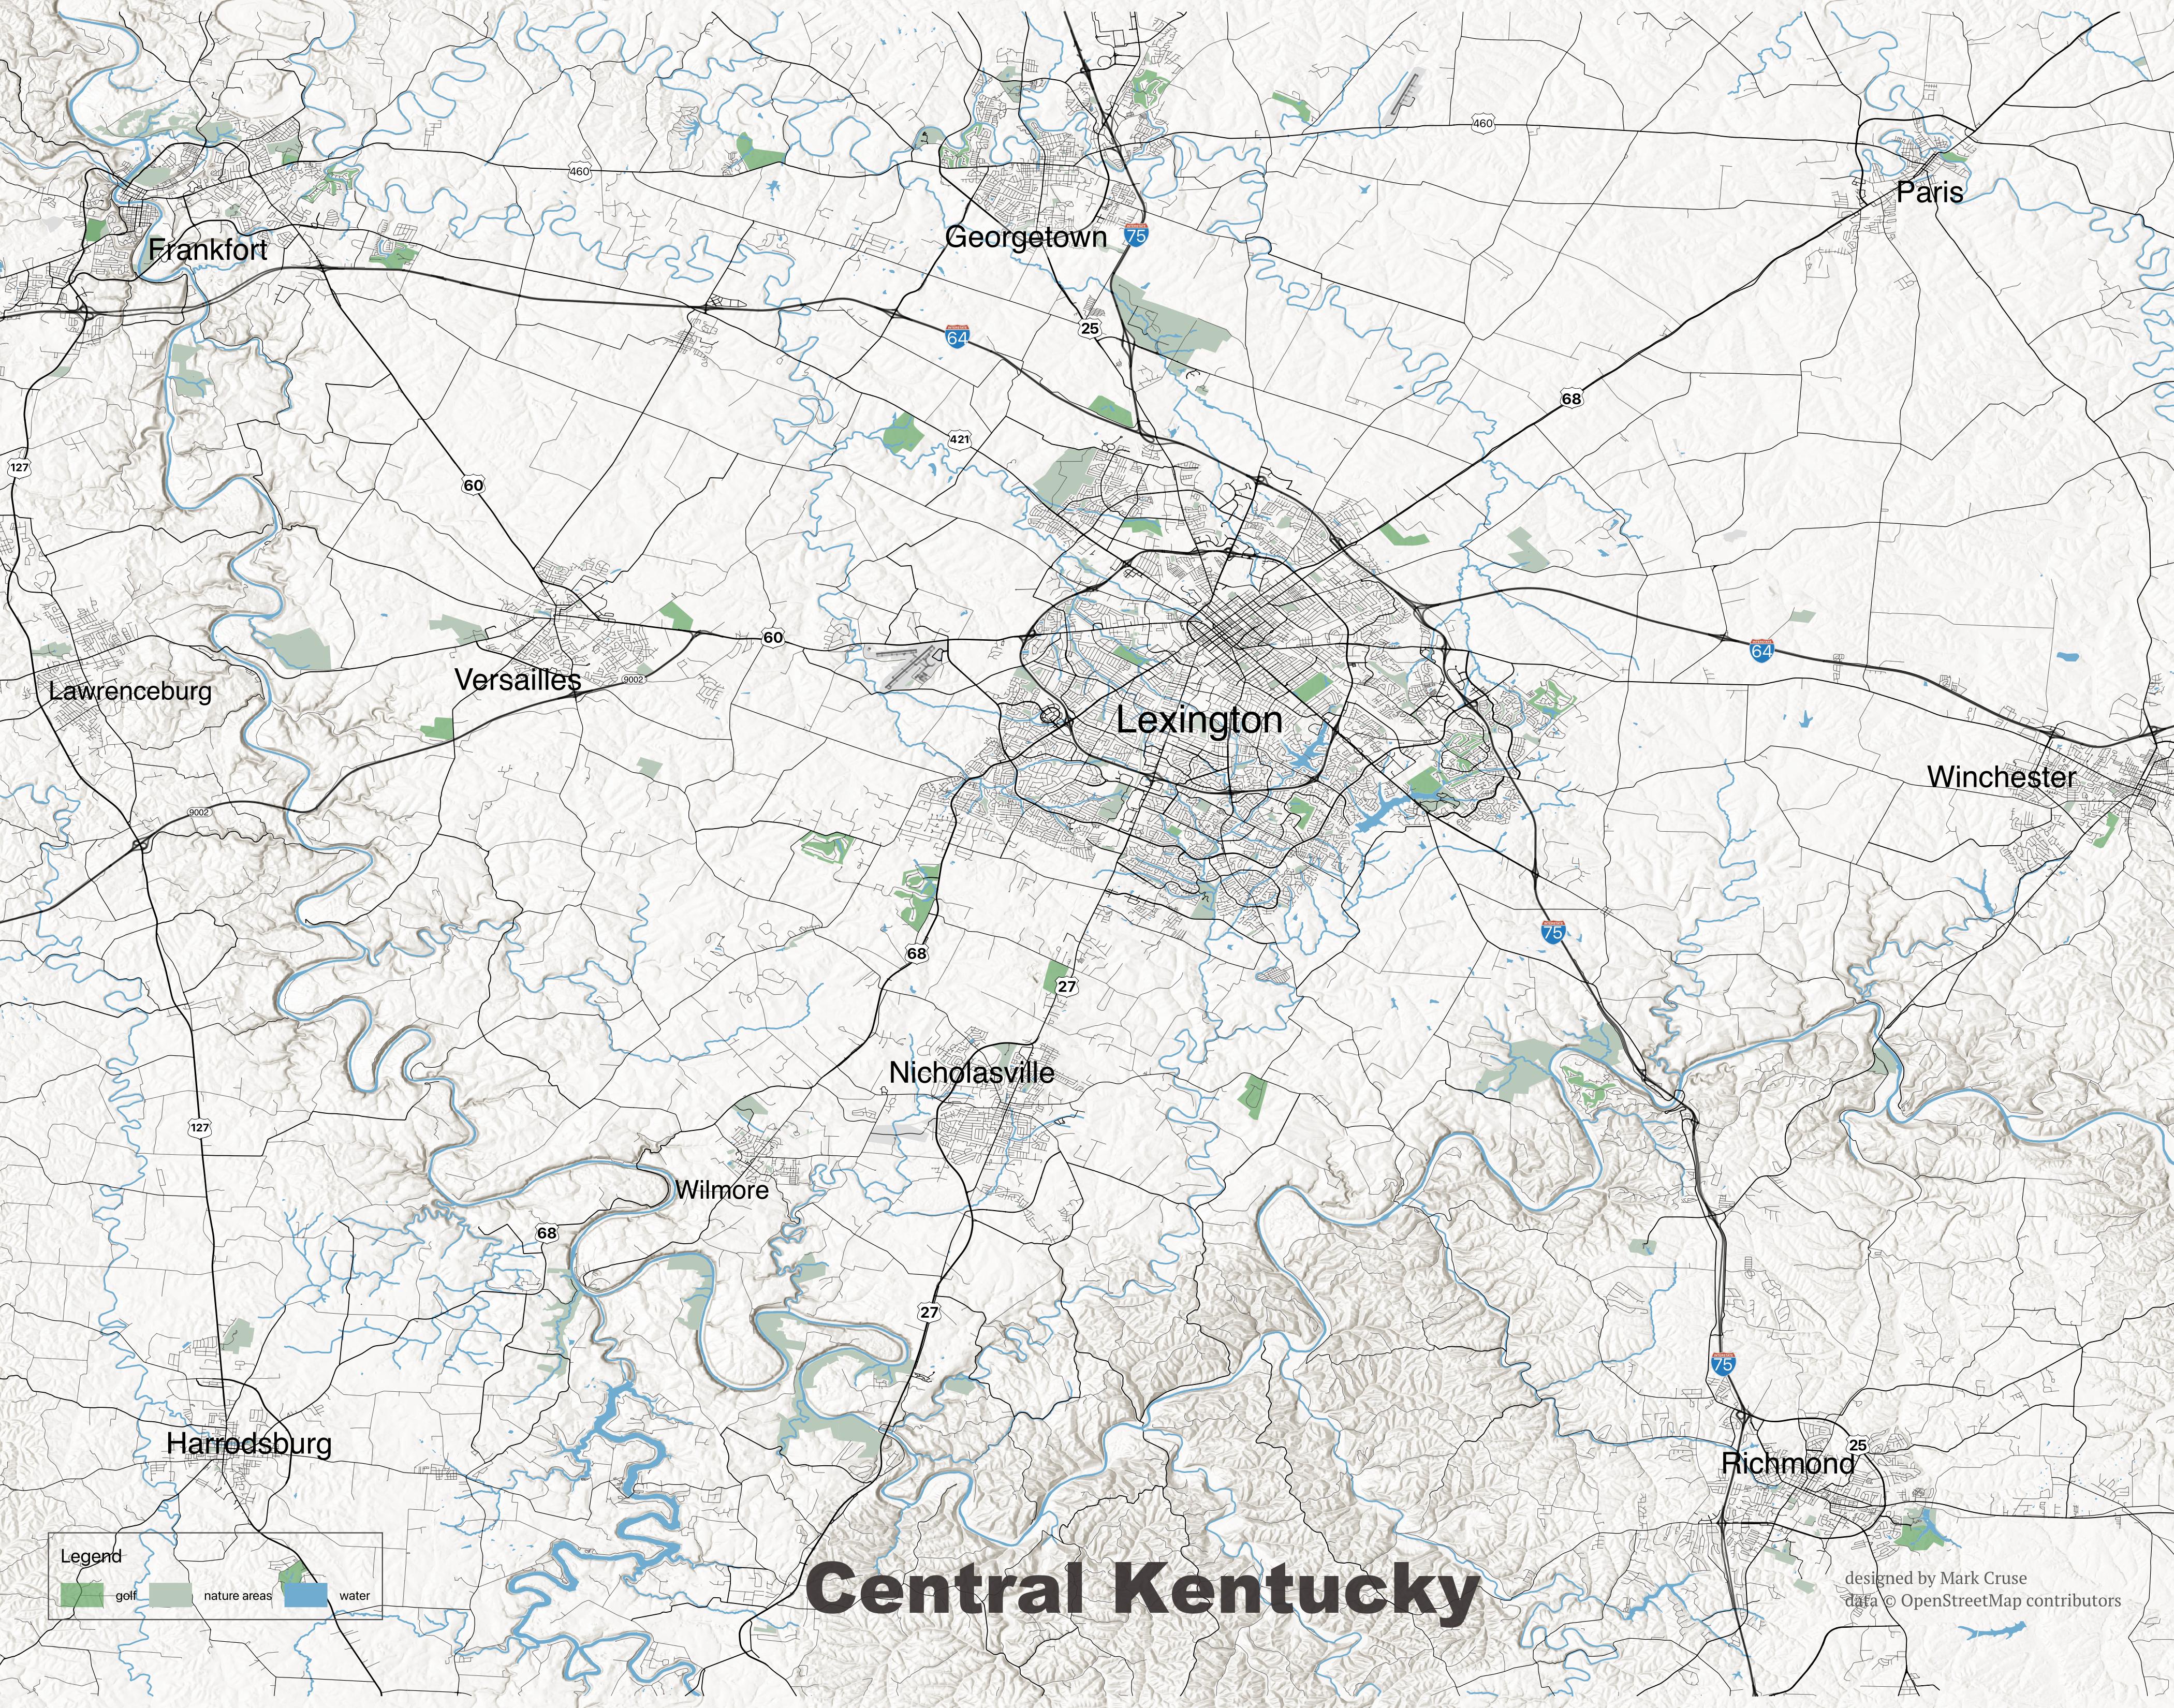 460
460
Paris
Georgetown
75
Frankfort
25
64
68
421
127
60
60
64
9002
Versailles
Lawrenceburg
Lexington
Winchester
9002
75
68
27
Nicholasville
127
Wilmore
68
27
75
Harrodsburg
25
Richmond
Legend
golf
nature areas
water
Central Kentucky
designed by Mark Cruse
data © OpenStreetMap contributors